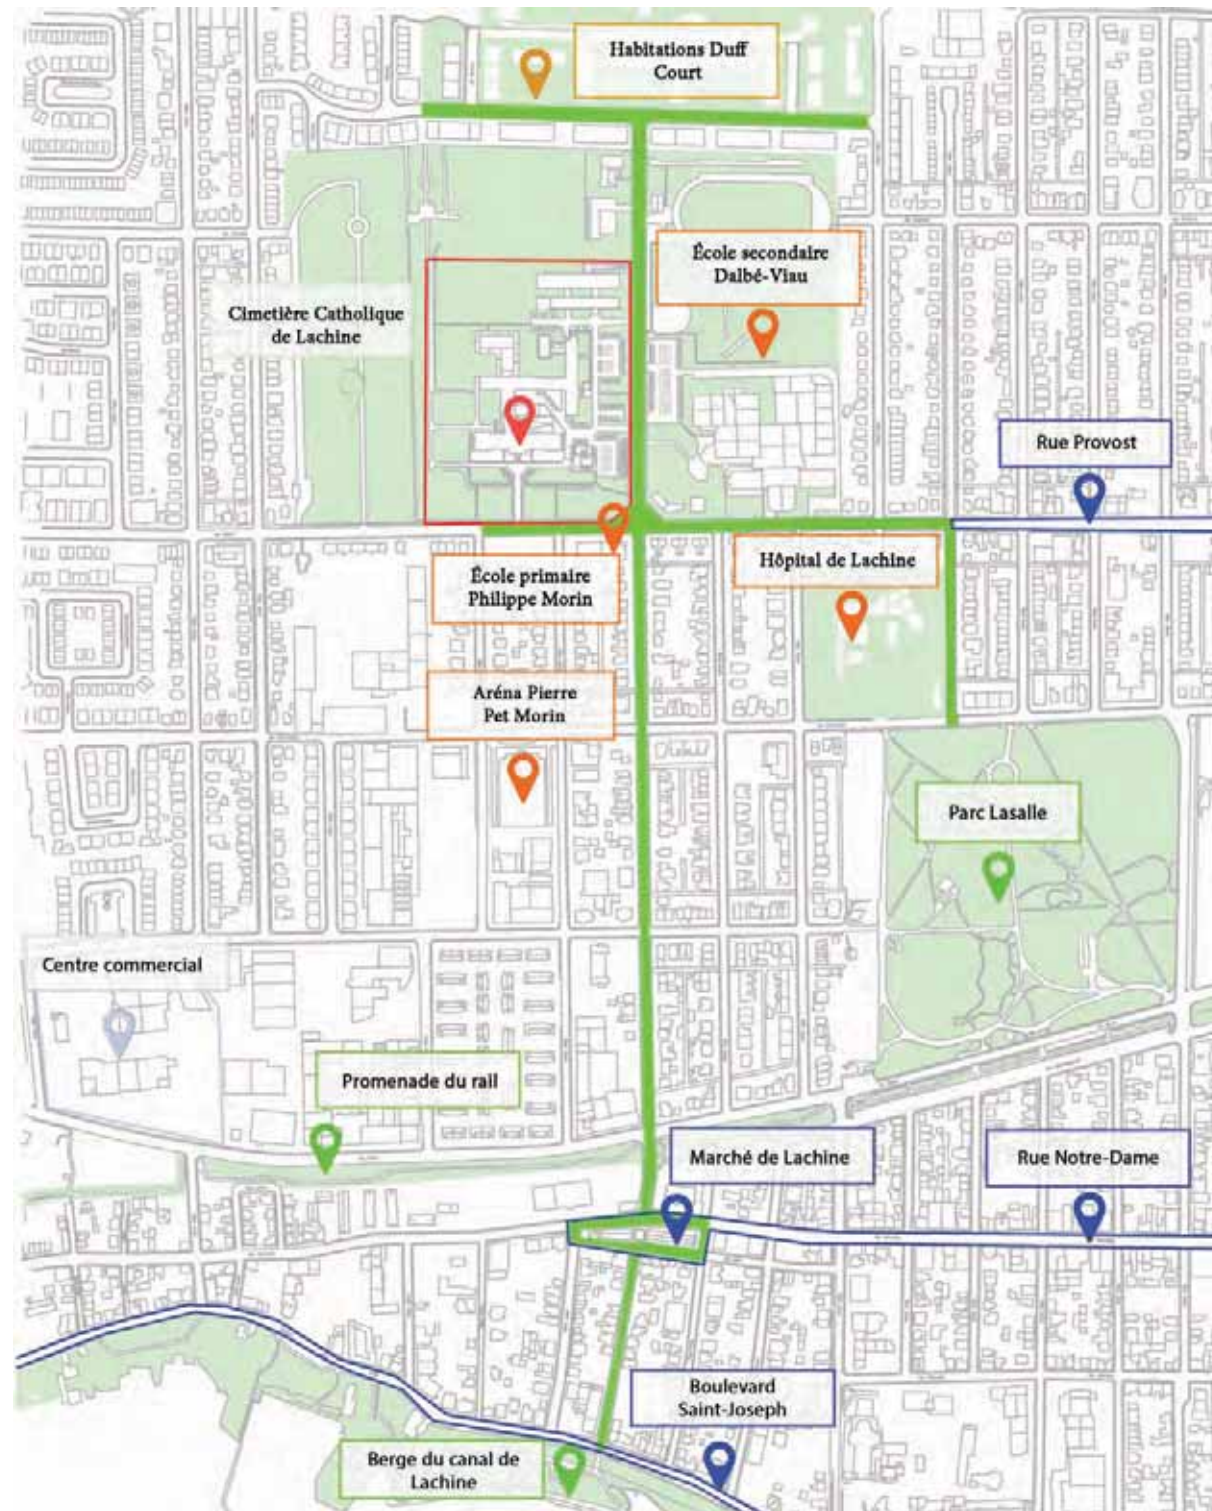 Habitations Duff
Court
École secondaire
Dalbé-Viau
Cimetière Catholique
de Lachine
Rue Provost
Hôpital de Lachine
École primaire
Philippe Morin
Aréna Pierre
Pet Morin
Parc Lasalle
Centre commercial
Promenade du rail
Marché de Lachine
Rue Notre-Dame
Boulevard
Saint-Joseph
Berge du canal de
Lachine